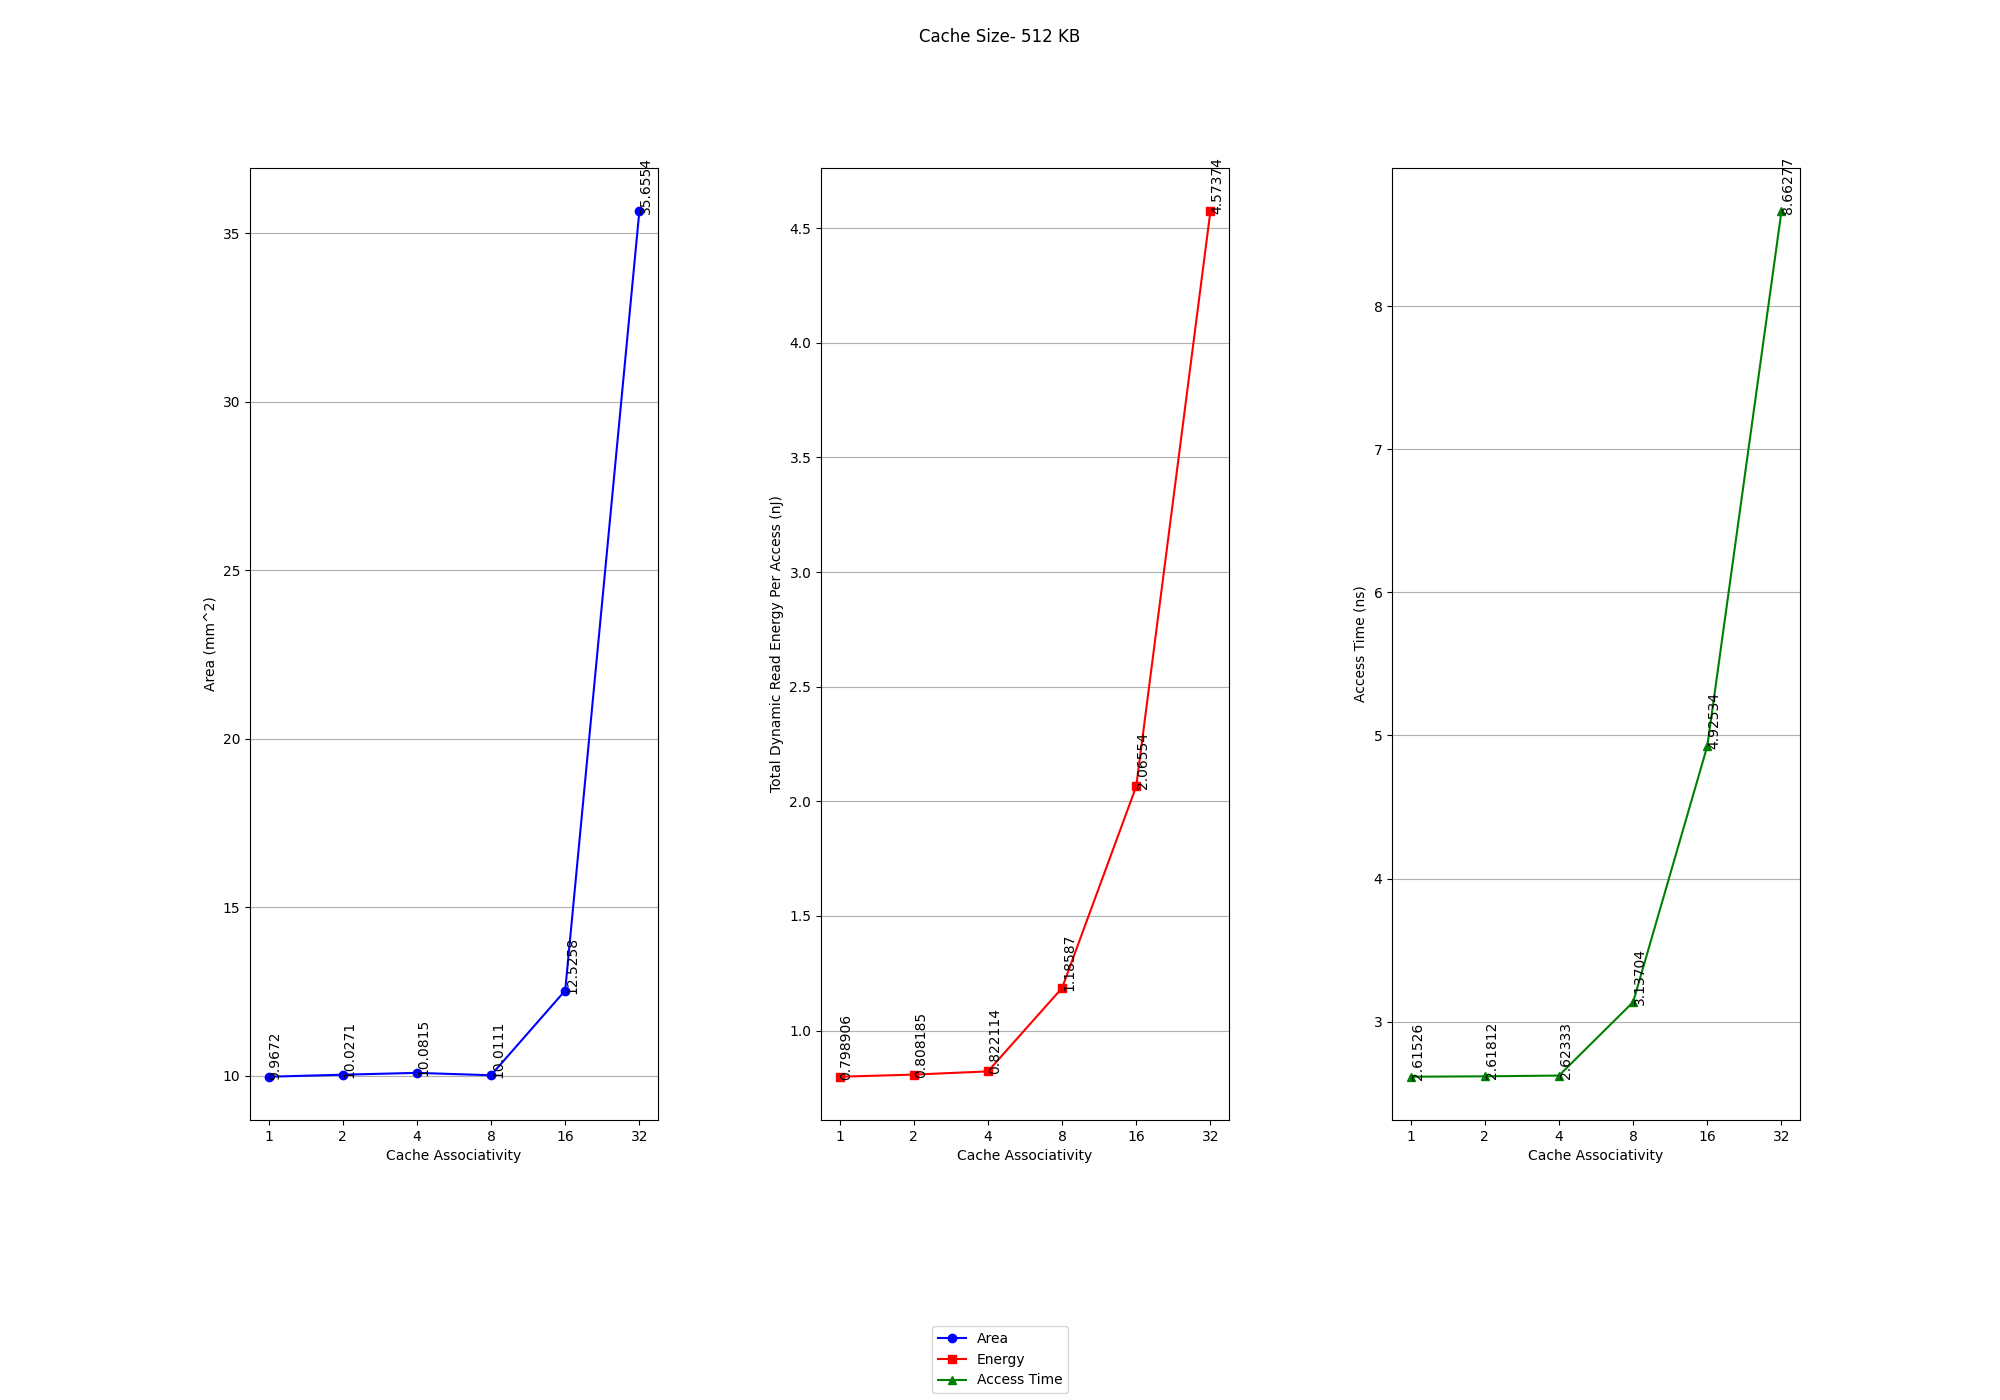 Cache Size- 512 KB
Area (mm^2)
35
30
25
20
15
10
9.9672
10.0271
10.0815
10.0111
12.5258
35.6554
1 2 4 8 16 32
Cache Associativity
Total Dynamic Read Energy Per Access (nJ)
4.5
4.0
3.5
3.0
2.5
2.0
1.5
1.0
0.798906
0.808185
0.822114
1.18587
2.06554
4.57374
1 2 4 8 16 32
Cache Associativity
Access Time (ns)
8
7
6
5
4
3
2.61526
2.61812
2.62333
3.13704
4.92534
8.66277
1 2 4 8 16 32
Cache Associativity
Area
Energy
Access Time